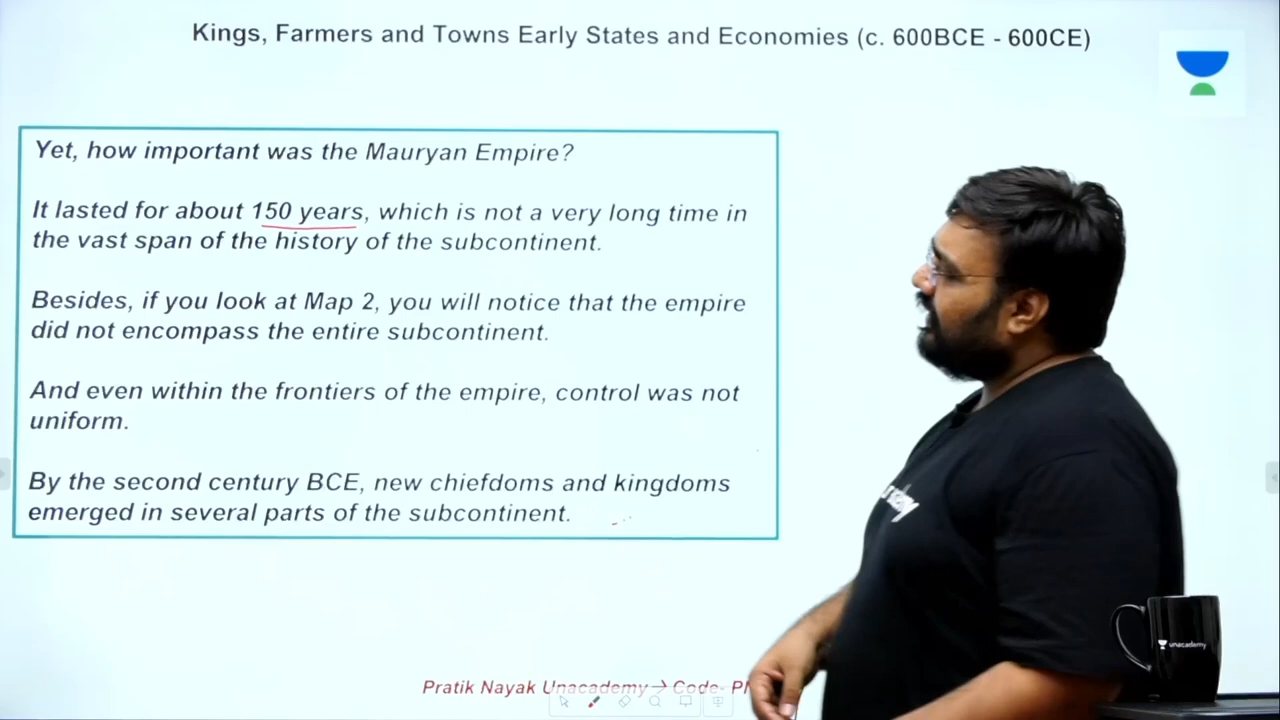 Kings, Farmers and Towns Early States and Economies (c. 600BCE - 600CE)
Yet, how important was the Mauryan Empire?
It lasted for about 150 years, which is not a very long time in
the vast span of the history of the subcontinent.
Besides, if you look at Map 2, you will notice that the empire
did not encompass the entire subcontinent.
And even within the frontiers of the empire, control was not
uniform.
By the second century BCE, new chiefdoms and kingdoms
emerged in several parts of the subcontinent.
Pratik Nayak Unacademy → Code-
unacademy